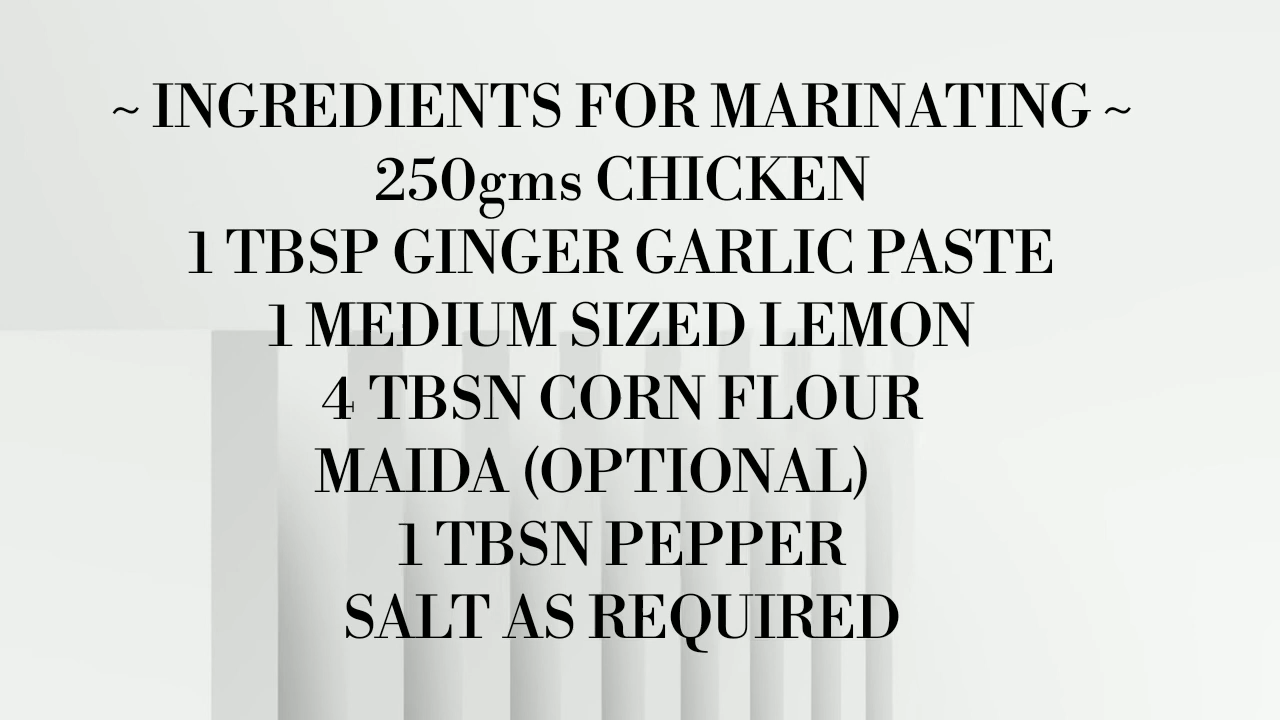 ~ INGREDIENTS FOR MARINATING ~
250gms CHICKEN
1 TBSP GINGER GARLIC PASTE
1 MEDIUM SIZED LEMON
4 TBSN CORN FLOUR
MAIDA (OPTIONAL)
1 TBSN PEPPER
SALT AS REQUIRED